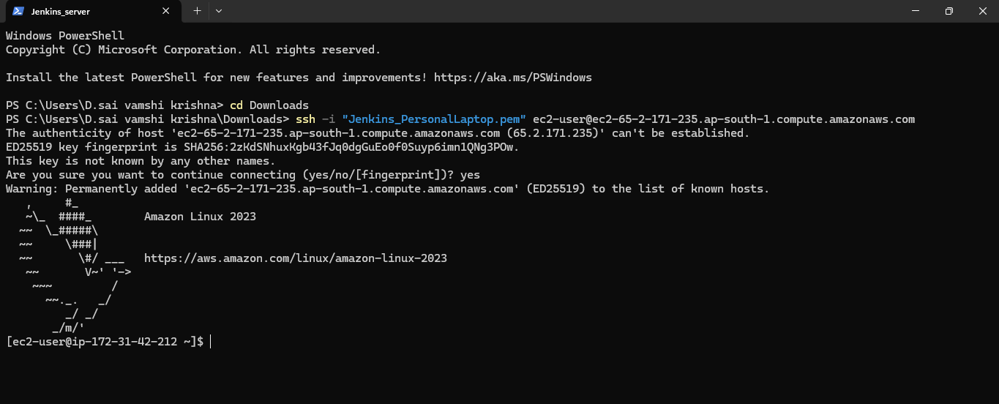 Jenkins_server
Windows PowerShell
Copyright (C) Microsoft Corporation. All rights reserved.
Install the latest PowerShell for new features and improvements! https://aka.ms/PSWindows
PS C:\Users\D.sai vamshi krishna> cd Downloads
PS C:\Users\D.sai vamshi krishna\Downloads> ssh -i "Jenkins_PersonalLaptop.pem" ec2-user@ec2-65-2-171-235.ap-south-1.compute.amazonaws.com
The authenticity of host 'ec2-65-2-171-235.ap-south-1.compute.amazonaws.com (65.2.171.235)' can't be established.
ED25519 key fingerprint is SHA256:2zKdSNhuxKgb43fJq0dgGuEo0f0Suyp6imn1QNg3POw.
This key is not known by any other names.
Are you sure you want to continue connecting (yes/no/[fingerprint])? yes
Warning: Permanently added 'ec2-65-2-171-235.ap-south-1.compute.amazonaws.com' (ED25519) to the list of known hosts.
   ,     #_
   ~\_  ####_        Amazon Linux 2023
  ~~  \_#####\
  ~~     \###|
  ~~       \#/ ___   https://aws.amazon.com/linux/amazon-linux-2023
   ~~       V~' '->
    ~~~         /
      ~~._.   _/
         _/ _/
       _/m/'
[ec2-user@ip-172-31-42-212 ~]$